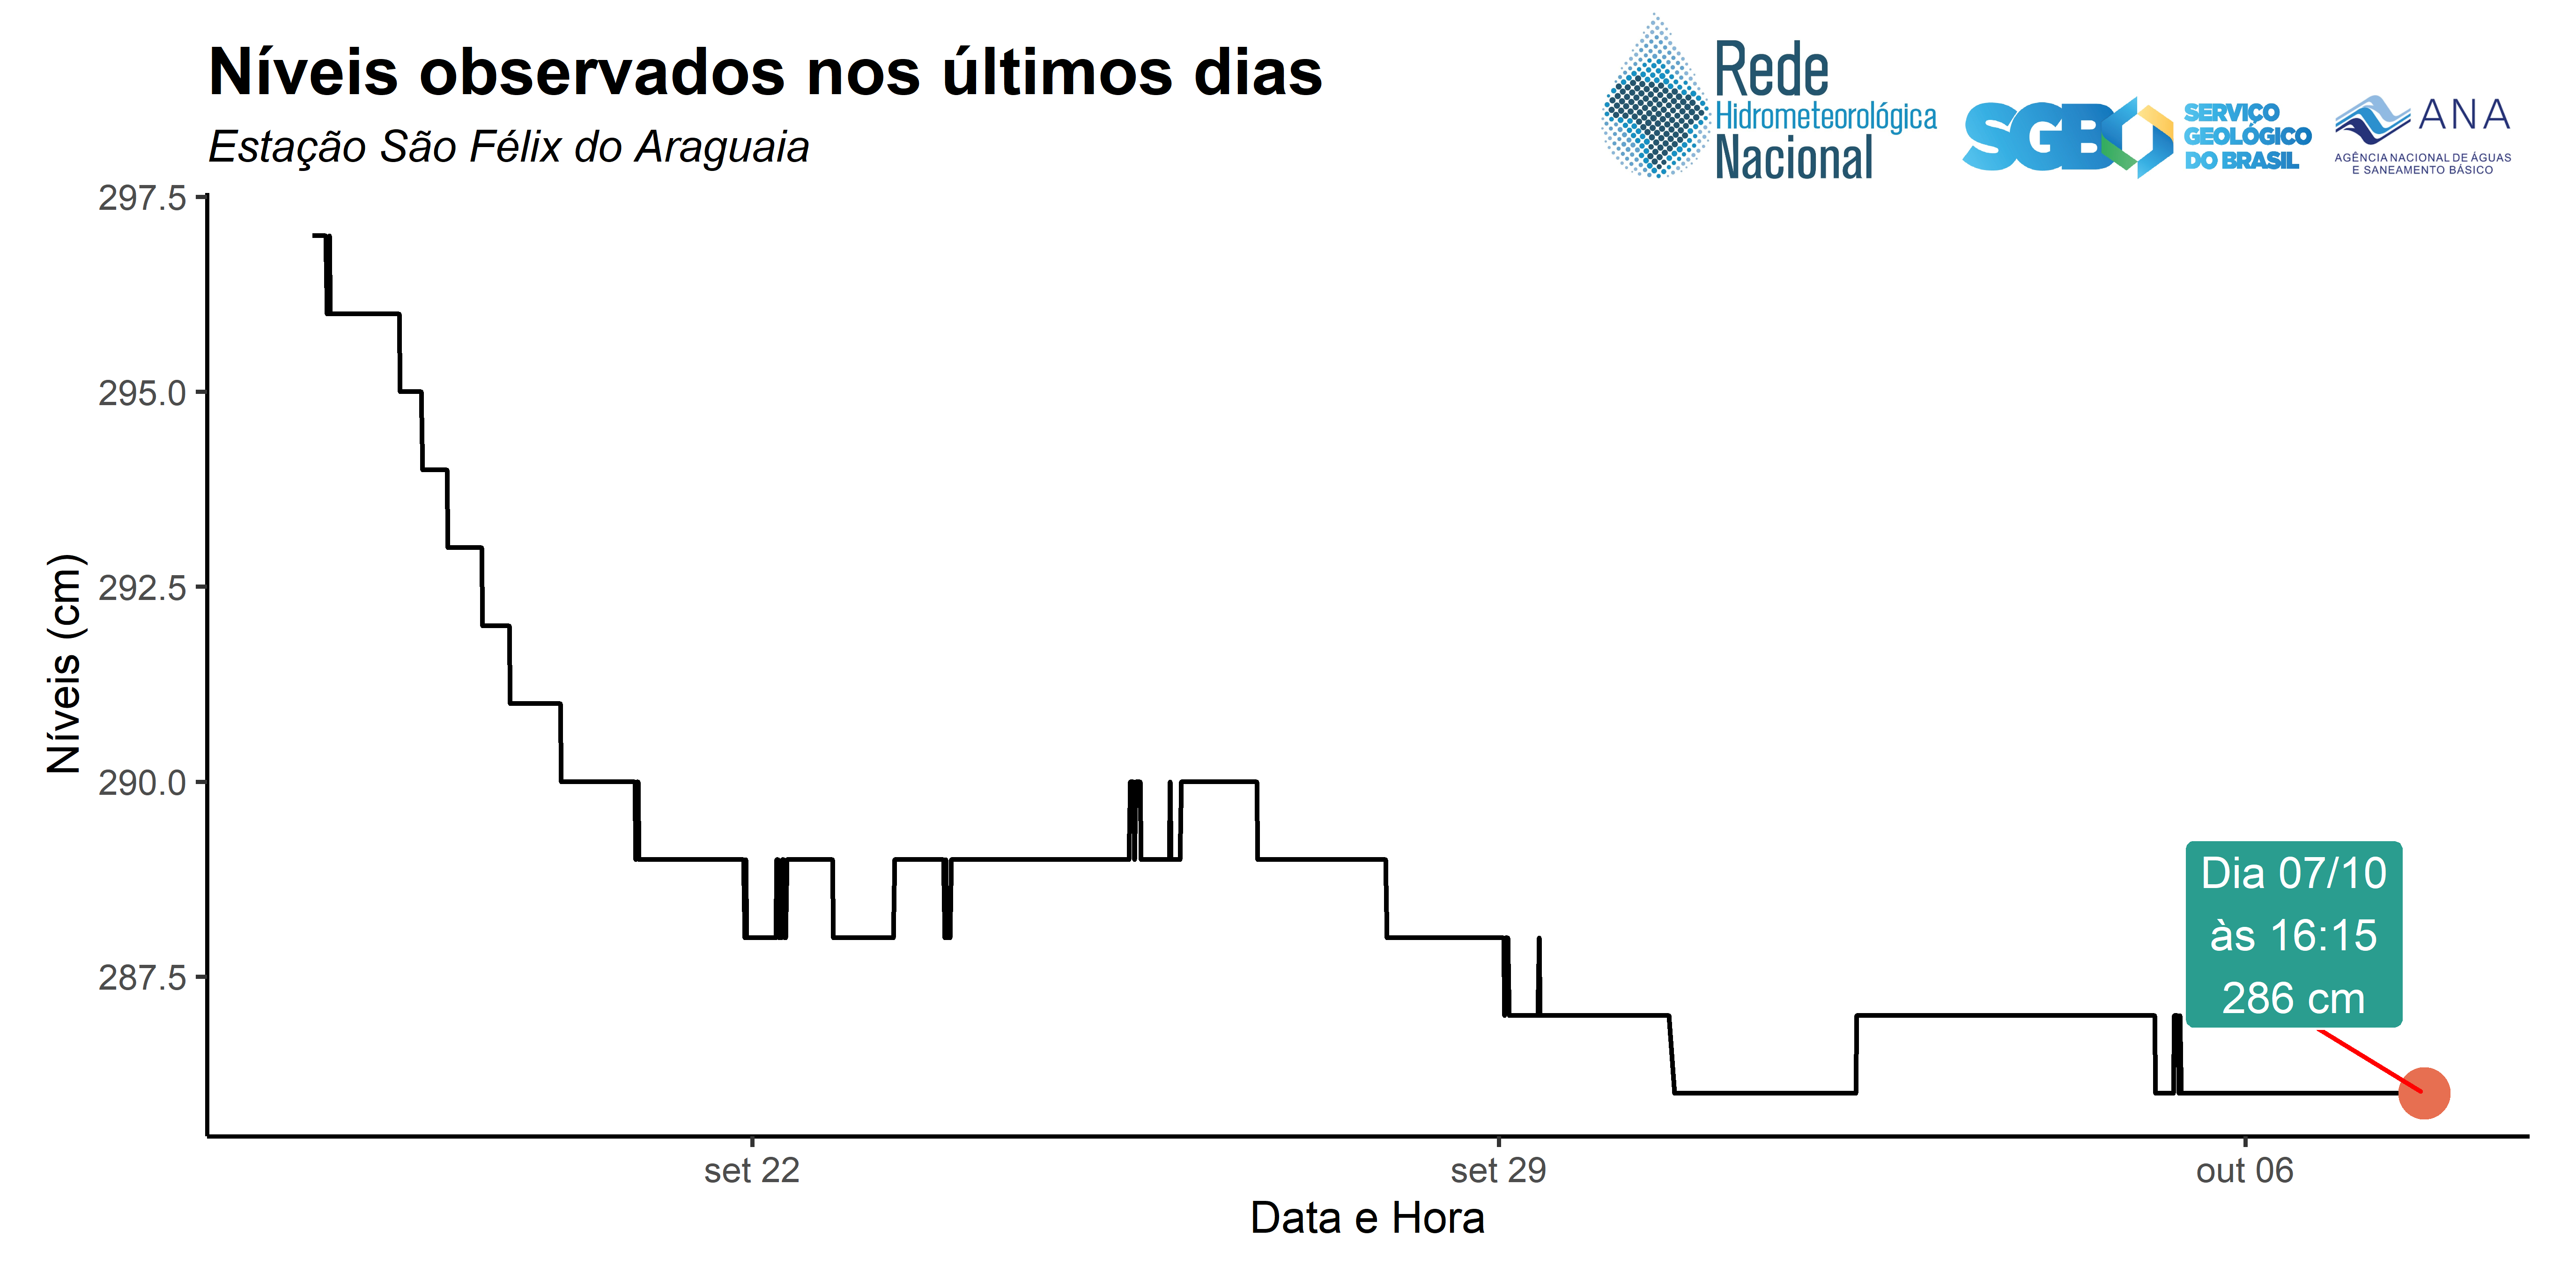 Níveis observados nos últimos dias
Estação São Félix do Araguaia
Rede
Hidrometeorológica
Nacional
SGB
SERVIÇO
GEOLÓGICO
DO BRASIL
ANA
AGÊNCIA NACIONAL DE ÁGUAS
E SANEAMENTO BÁSICO
297.5
295.0
292.5
290.0
287.5
Níveis (cm)
Dia 07/10
às 16:15
286 cm
set 22
set 29
out 06
Data e Hora